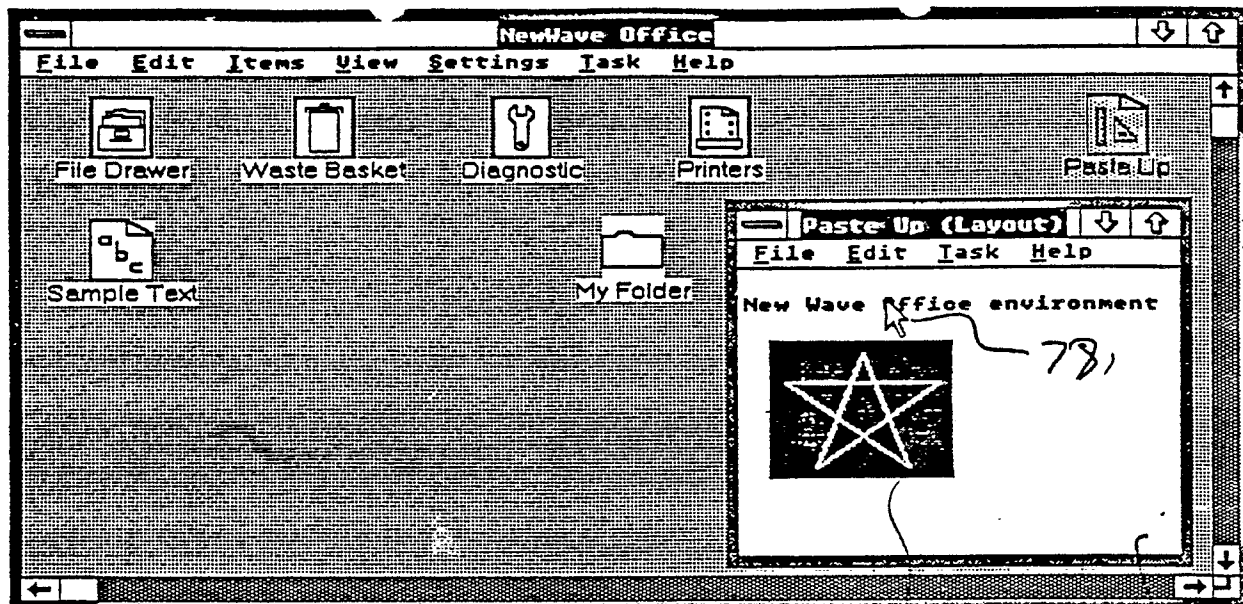 NewWave Office
File Edit Items View Settings Task Help
File Drawer Waste Basket Diagnostic Printers Paste Up
Sample Text My Folder
Paste Up (Layout)
File Edit Task Help
New Wave Office environment
781